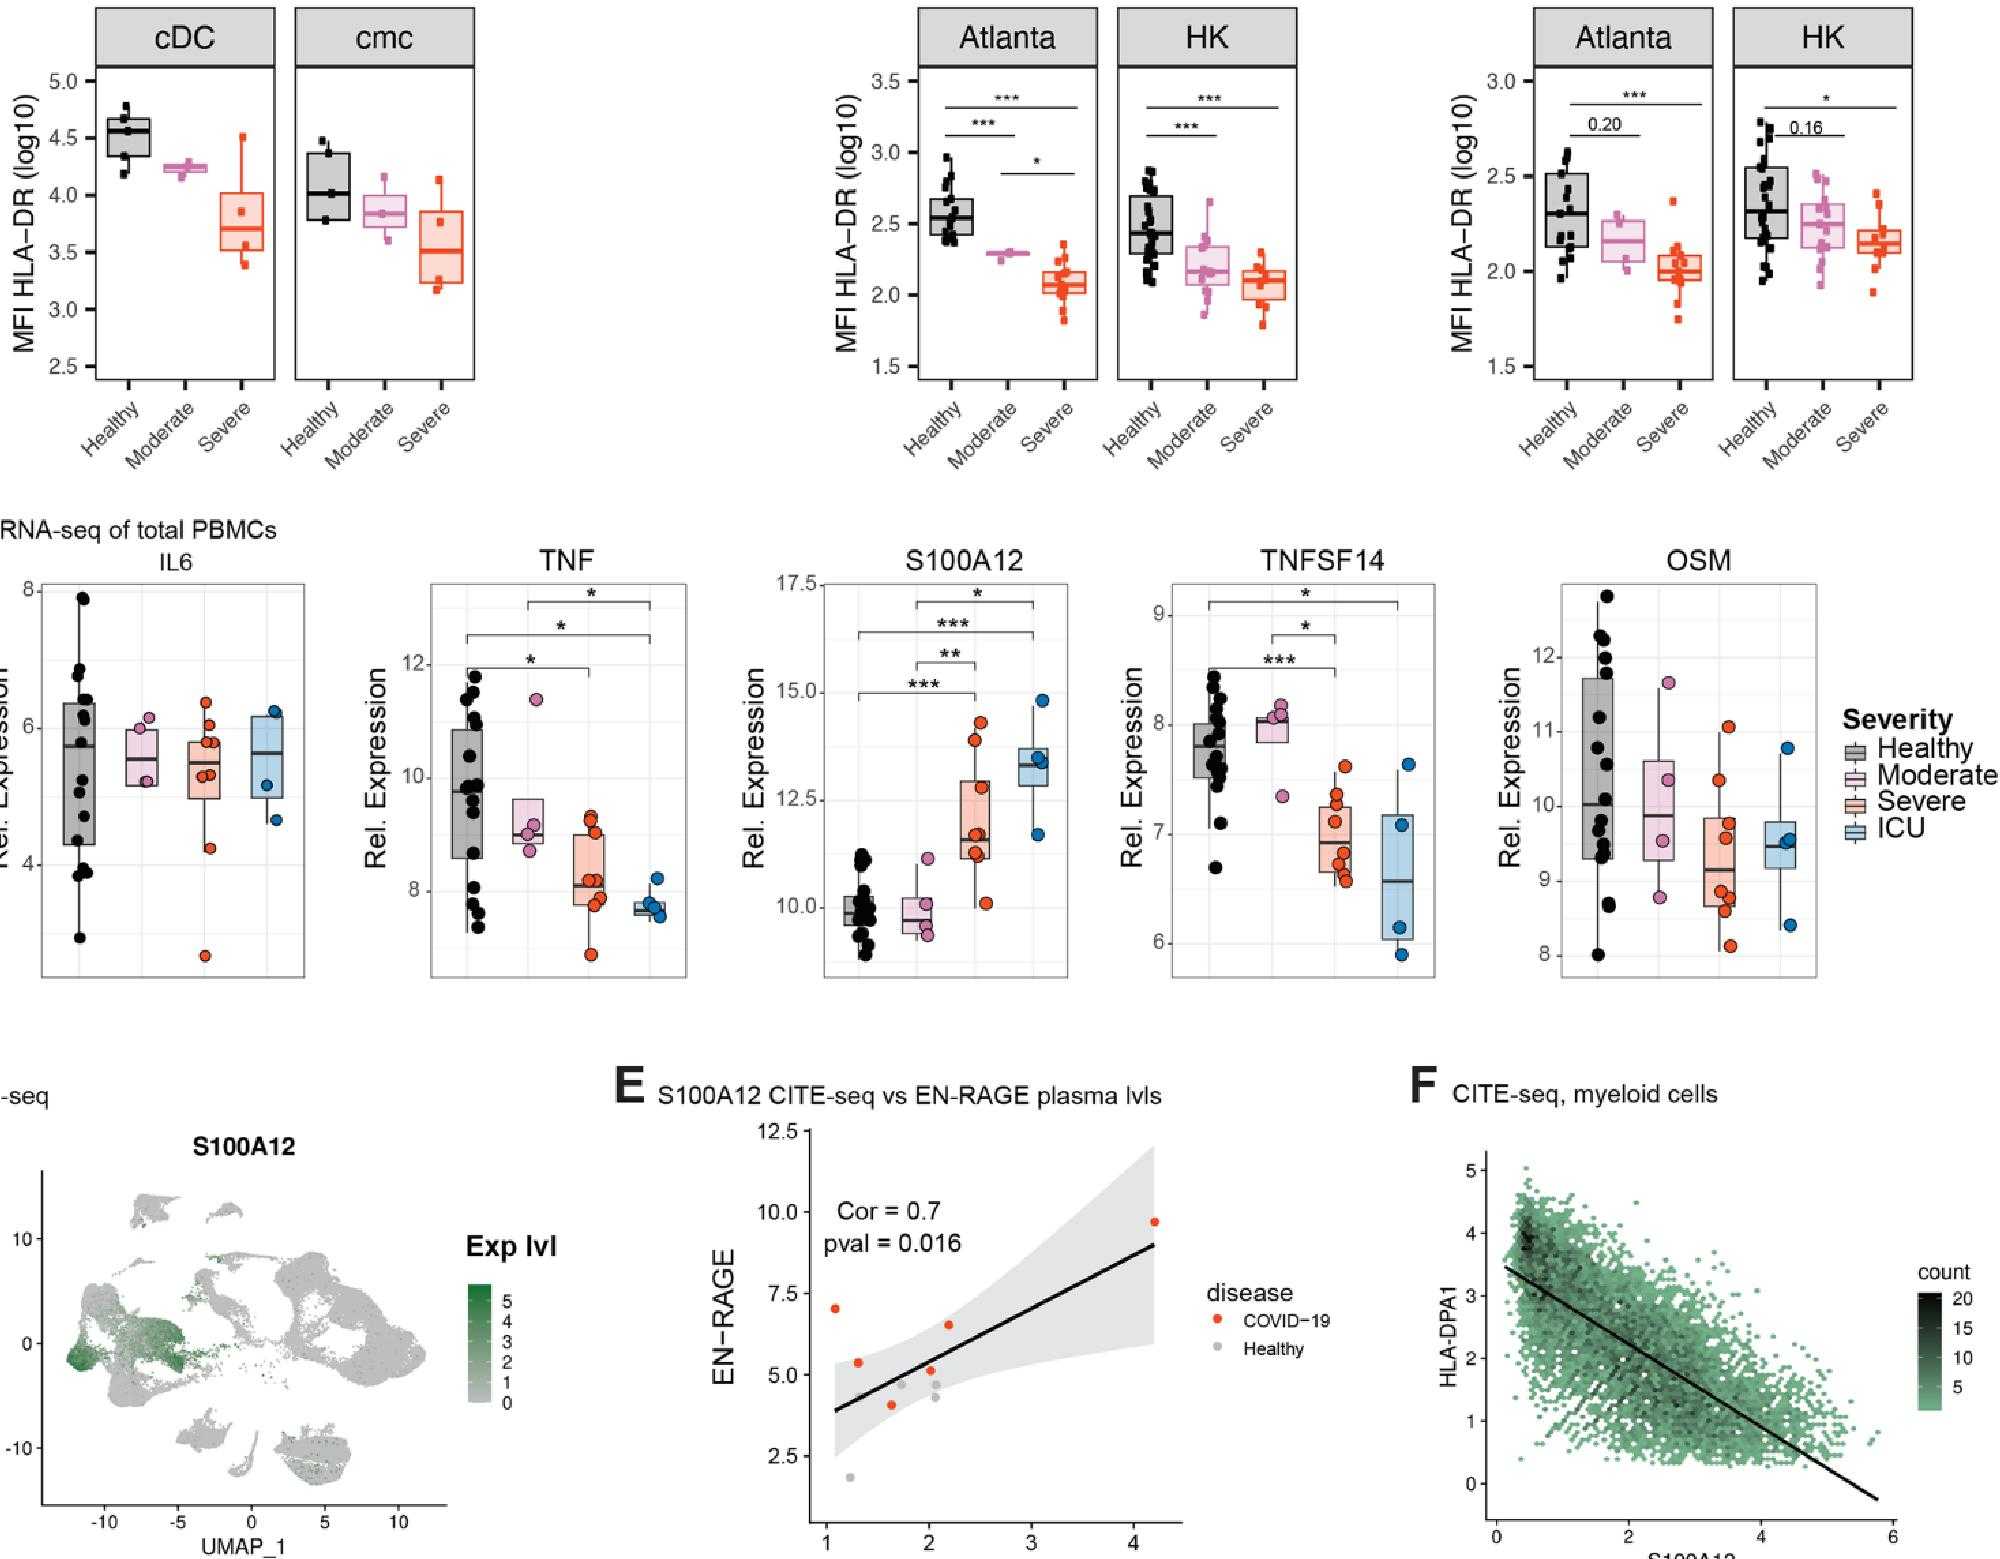 cDC cmc
MFI HLA−DR (log10)
5.0
4.5
4.0
3.5
3.0
2.5
Healthy Moderate Severe Healthy Moderate Severe
Atlanta HK
MFI HLA−DR (log10)
3.5
3.0
2.5
2.0
1.5
*** *** * *** ***
Healthy Moderate Severe Healthy Moderate Severe
Atlanta HK
MFI HLA−DR (log10)
3.0
2.5
2.0
1.5
*** 0.20 * 0.16
Healthy Moderate Severe Healthy Moderate Severe
RNA-seq of total PBMCs
IL6
Expression
8
6
4
TNF
Rel. Expression
12
10
8
*
*
*
S100A12
Rel. Expression
17.5
15.0
12.5
10.0
*
***
**
***
TNFSF14
Rel. Expression
9
8
7
6
*
*
***
OSM
Rel. Expression
12
11
10
9
8
Severity
Healthy
Moderate
Severe
ICU
-seq
S100A12
10
0
-10
-10 -5 0 5 10
UMAP_1
Exp lvl
5
4
3
2
1
0
E S100A12 CITE-seq vs EN-RAGE plasma lvls
EN−RAGE
12.5
10.0
7.5
5.0
2.5
Cor = 0.7
pval = 0.016
1 2 3 4
disease
COVID−19
Healthy
F CITE-seq, myeloid cells
HLA-DPA1
5
4
3
2
1
0
0 2 4 6
S100A12
count
20
15
10
5